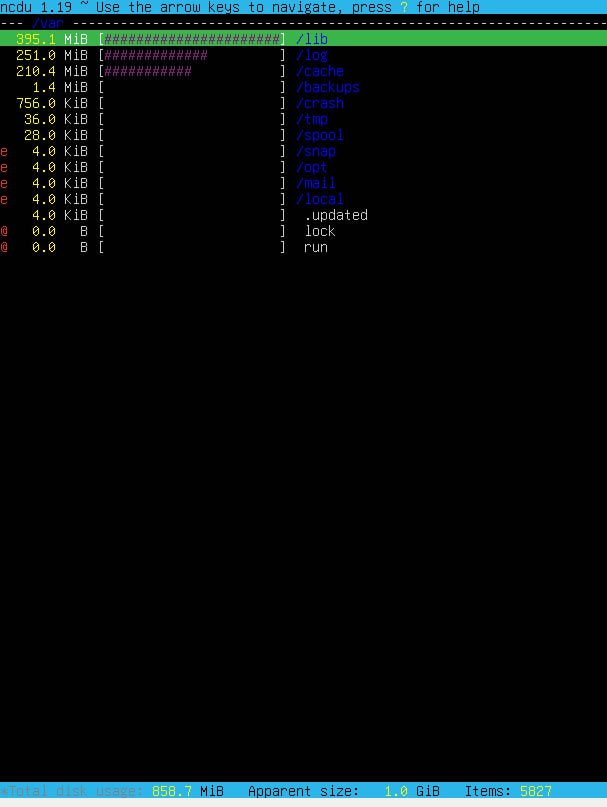 ncdu 1.19 ~ Use the arrow keys to navigate, press ? for help
--- /var -------------------------------------------------------------------
  395.1 MiB [######################] /lib
  251.0 MiB [#############         ] /log
  210.4 MiB [###########           ] /cache
    1.4 MiB [                      ] /backups
  756.0 KiB [                      ] /crash
   36.0 KiB [                      ] /tmp
   28.0 KiB [                      ] /spool
e   4.0 KiB [                      ] /snap
e   4.0 KiB [                      ] /opt
e   4.0 KiB [                      ] /mail
e   4.0 KiB [                      ] /local
    4.0 KiB [                      ]  .updated
@   0.0   B [                      ]  lock
@   0.0   B [                      ]  run
*Total disk usage: 858.7 MiB   Apparent size:   1.0 GiB   Items: 5827